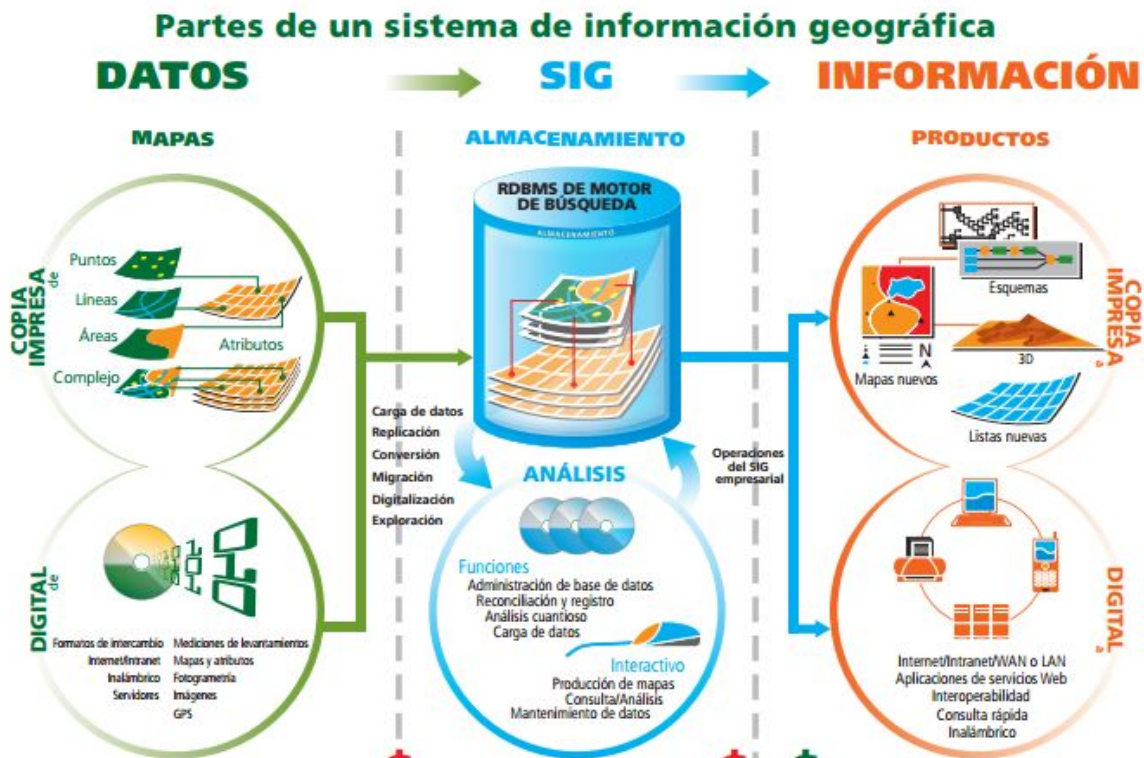 Partes de un sistema de información geográfica
DATOS
SIG
INFORMACIÓN
MAPAS
ALMACENAMIENTO
PRODUCTOS
COPIA
IMPRESA
de
Puntos
Líneas
Áreas
Atributos
Complejo
RDBMS DE MOTOR
DE BÚSQUEDA
ALMACENAMIENTO
Esquemas
N
Mapas nuevos
3D
Listas nuevas
COPIA
IMPRESA
a
Carga de datos
Replicación
Conversión
Migración
Digitalización
Exploración
Operaciones
del SIG
empresarial
ANÁLISIS
Funciones
Administración de base de datos
Reconciliación y registro
Análisis cuantioso
Carga de datos
Interactivo
Producción de mapas
Consulta/Análisis
Mantenimiento de datos
DIGITAL
de
Formatos de intercambio
Internet/Intranet
Inalámbrico
Servidores
Mediciones de levantamientos
Mapas y atributos
Fotogrametría
Imágenes
GPS
DIGITAL
a
Internet/Intranet/WAN o LAN
Aplicaciones de servicios Web
Interoperabilidad
Consulta rápida
Inalámbrico